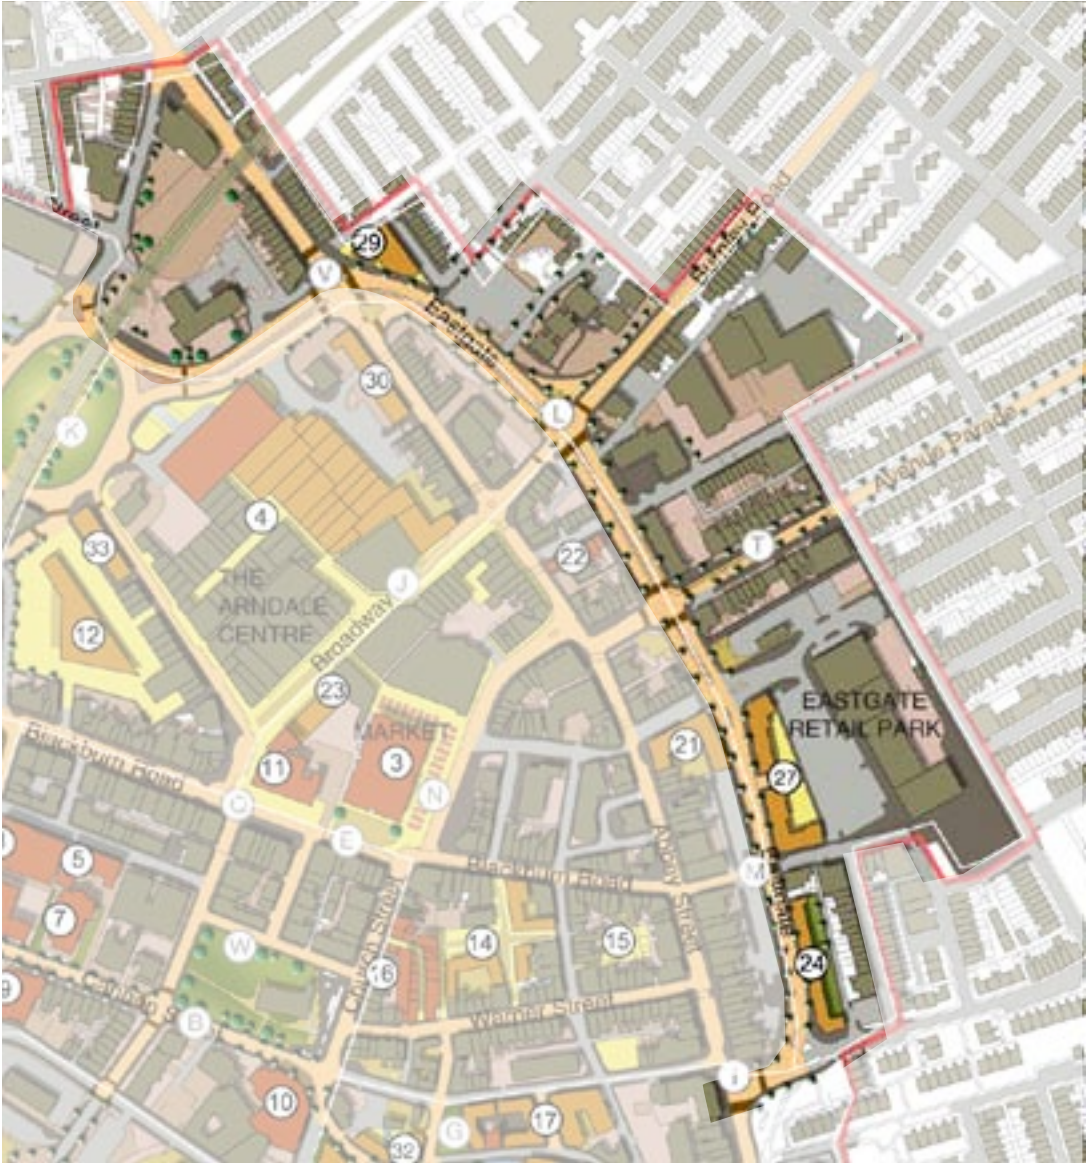 29
V
Eastgate
30
L
K
Avenue Parade
4
33
22
T
J
THE
ARNDALE
CENTRE
12
Broadway
23
EASTGATE
RETAIL PARK
MARKET
21
Blackburn Road
11
3
27
N
C
E
5
Blackburn Road
Abbey Street
M
7
Church Street
W
14
15
24
16
9
Warner Street
B
10
17
G
32